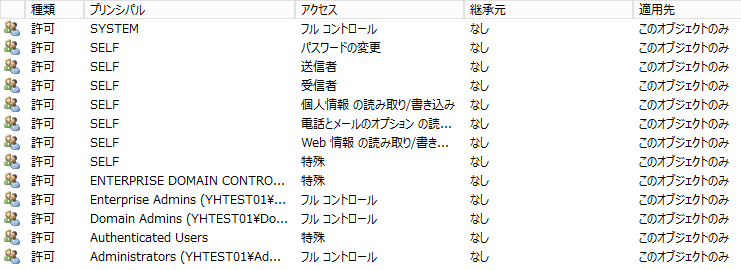 種類 プリンシパル アクセス 継承元 適用先
許可 SYSTEM フル コントロール なし このオブジェクトのみ
許可 SELF パスワードの変更 なし このオブジェクトのみ
許可 SELF 送信者 なし このオブジェクトのみ
許可 SELF 受信者 なし このオブジェクトのみ
許可 SELF 個人情報 の読み取り/書き込み なし このオブジェクトのみ
許可 SELF 電話とメールのオプション の読... なし このオブジェクトのみ
許可 SELF Web 情報 の読み取り/書き... なし このオブジェクトのみ
許可 SELF 特殊 なし このオブジェクトのみ
許可 ENTERPRISE DOMAIN CONTRO... 特殊 なし このオブジェクトのみ
許可 Enterprise Admins (YHTEST01¥... フル コントロール なし このオブジェクトのみ
許可 Domain Admins (YHTEST01¥Do... フル コントロール なし このオブジェクトのみ
許可 Authenticated Users 特殊 なし このオブジェクトのみ
許可 Administrators (YHTEST01¥Ad... フル コントロール なし このオブジェクトのみ